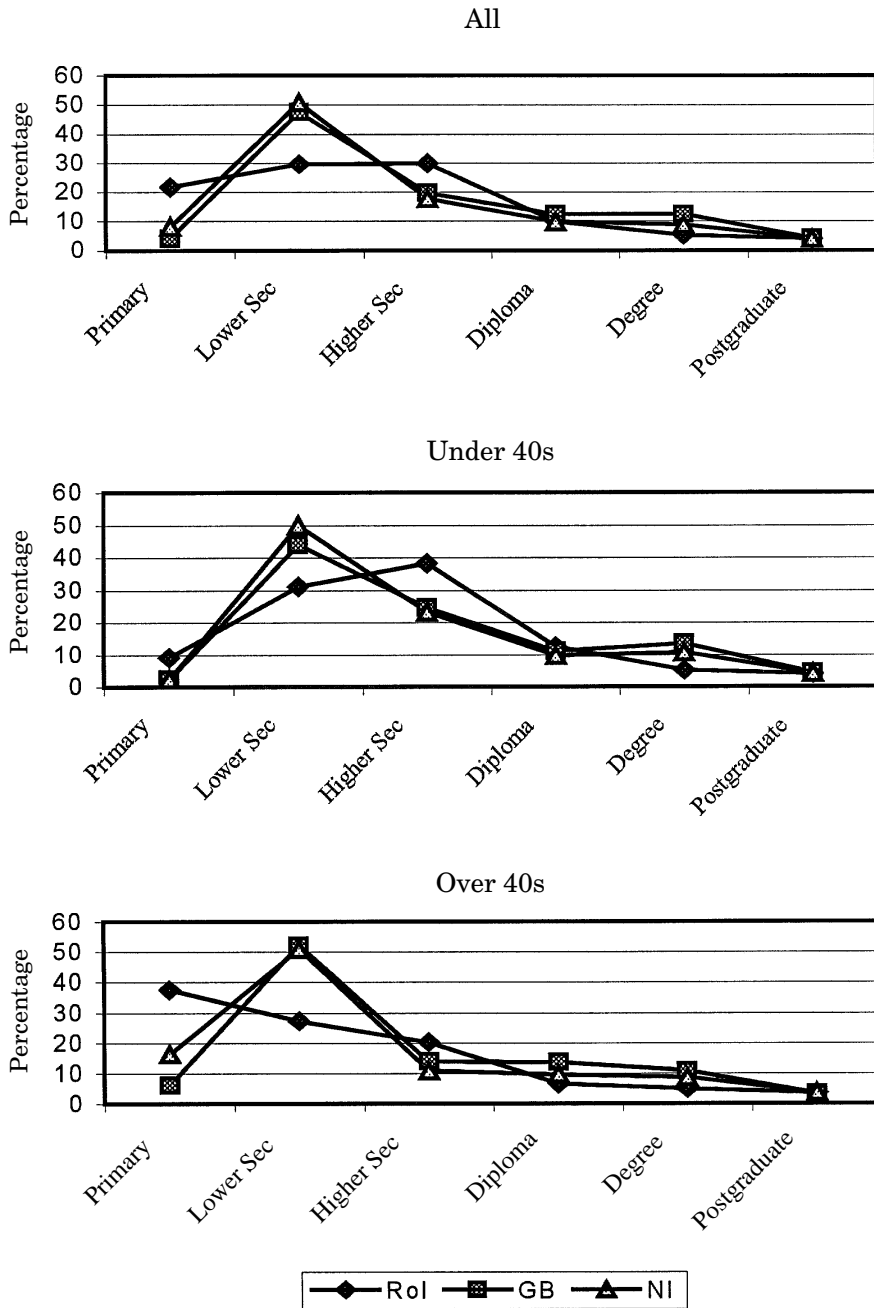 All
Percentage
60
50
40
30
20
10
0
Primary
Lower Sec
Higher Sec
Diploma
Degree
Postgraduate
Under 40s
Percentage
60
50
40
30
20
10
0
Primary
Lower Sec
Higher Sec
Diploma
Degree
Postgraduate
Over 40s
Percentage
60
50
40
30
20
10
0
Primary
Lower Sec
Higher Sec
Diploma
Degree
Postgraduate
RoI GB NI